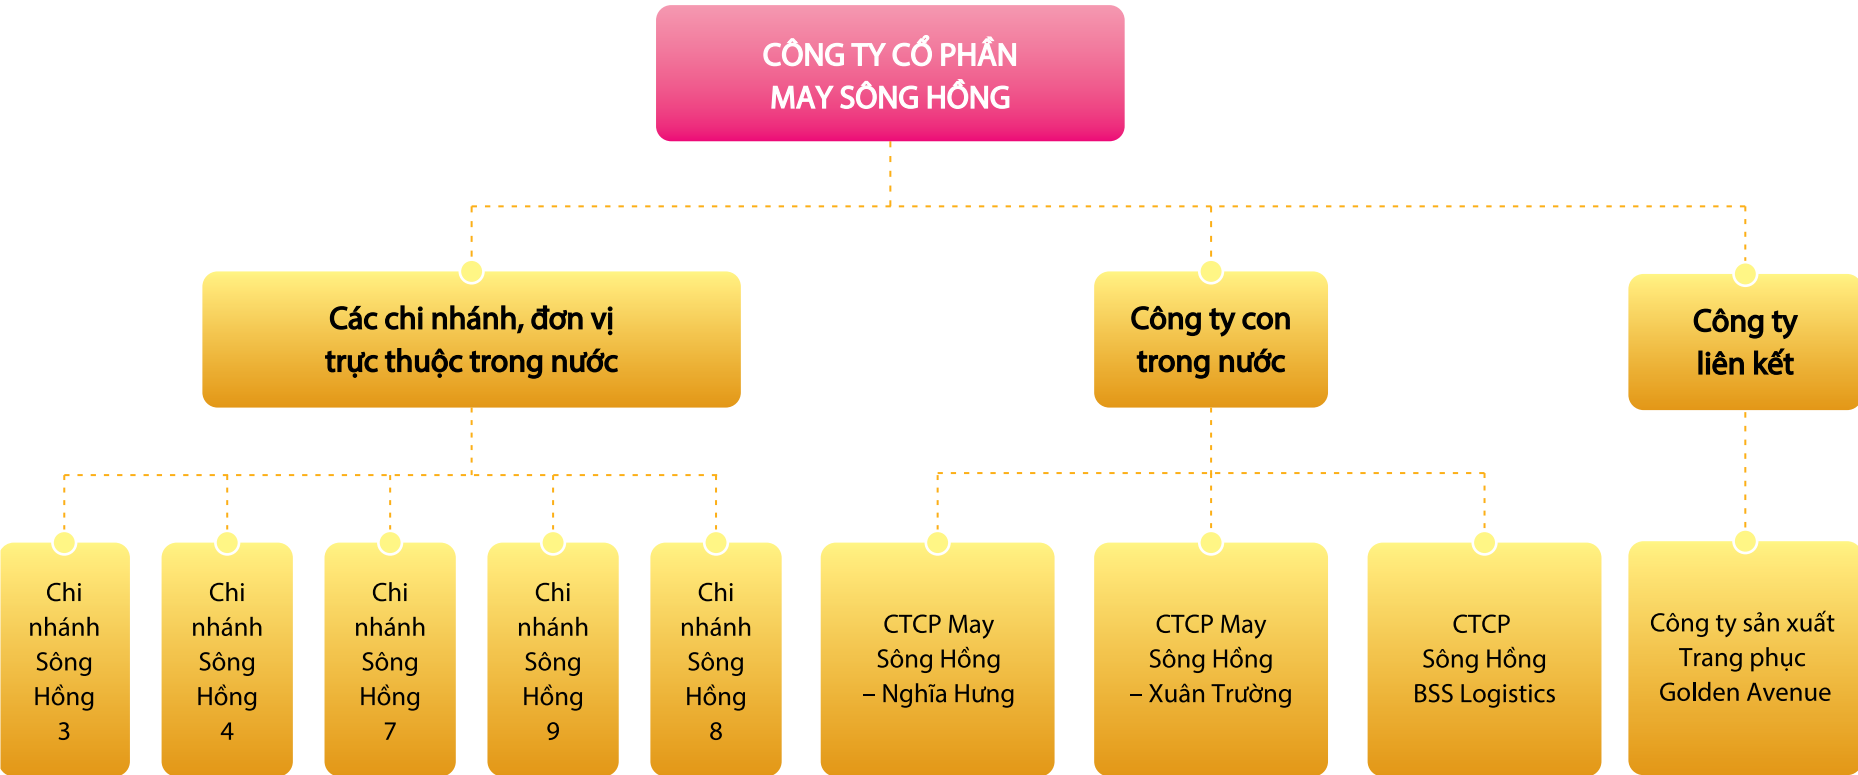 CÔNG TY CỔ PHẦN
MAY SÔNG HỒNG
Các chi nhánh, đơn vị
trực thuộc trong nước
Công ty con
trong nước
Công ty
liên kết
Chi
nhánh
Sông
Hồng
3
Chi
nhánh
Sông
Hồng
4
Chi
nhánh
Sông
Hồng
7
Chi
nhánh
Sông
Hồng
9
Chi
nhánh
Sông
Hồng
8
CTCP May
Sông Hồng
– Nghĩa Hưng
CTCP May
Sông Hồng
– Xuân Trường
CTCP
Sông Hồng
BSS Logistics
Công ty sản xuất
Trang phục
Golden Avenue